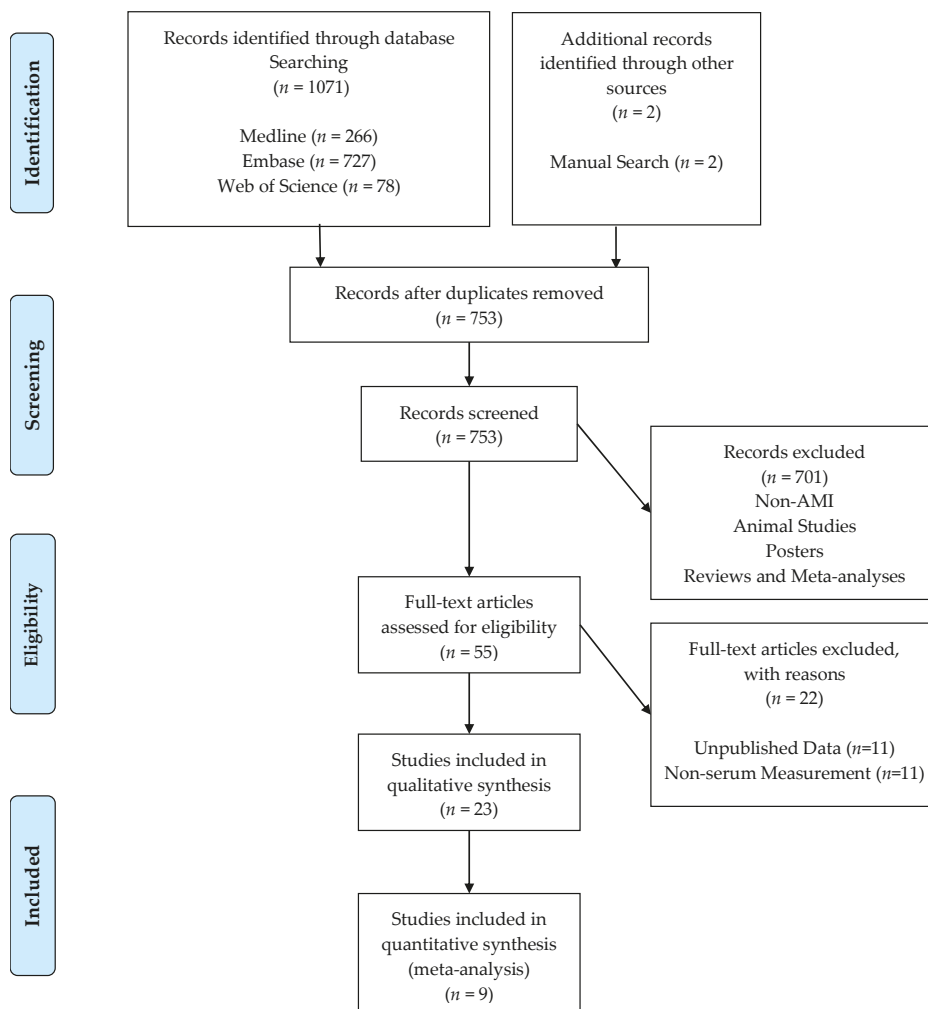 Identification
Records identified through database
Searching
(n = 1071)
Medline (n = 266)
Embase (n = 727)
Web of Science (n = 78)
Additional records
identified through other
sources
(n = 2)
Manual Search (n = 2)
Records after duplicates removed
(n = 753)
Screening
Records screened
(n = 753)
Records excluded
(n = 701)
Non-AMI
Animal Studies
Posters
Reviews and Meta-analyses
Eligibility
Full-text articles
assessed for eligibility
(n = 55)
Full-text articles excluded,
with reasons
(n = 22)
Unpublished Data (n=11)
Non-serum Measurement (n=11)
Studies included in
qualitative synthesis
(n = 23)
Included
Studies included in
quantitative synthesis
(meta-analysis)
(n = 9)